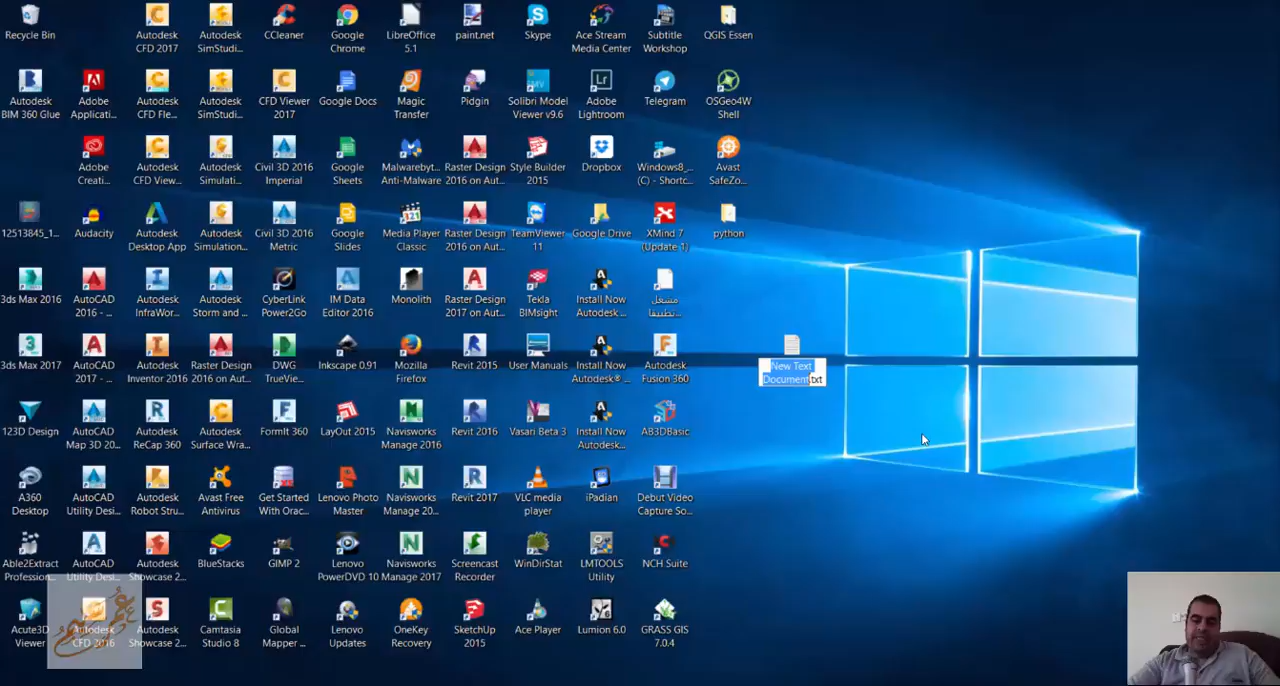 Recycle Bin
Autodesk
CFD 2017
Autodesk
SimStudi...
CCleaner
Google
Chrome
LibreOffice
5.1
paint.net
Skype
Ace Stream
Media Center
Subtitle
Workshop
QGIS Essen
Autodesk
BIM 360 Glue
Adobe
Applicati...
Autodesk
CFD Fle...
Autodesk
SimStudi...
CFD Viewer
2017
Google Docs
Magic
Transfer
Pidgin
Solibri Model
Viewer v9.6
Adobe
Lightroom
Telegram
OSGeo4W
Shell
Adobe
Creati...
Autodesk
CFD View...
Autodesk
Simulati...
Civil 3D 2016
Imperial
Google
Sheets
Malwarebyt...
Anti-Malware
Raster Design
2016 on Aut...
Style Builder
2015
Dropbox
Windows8_...
(C) - Shortc...
Avast
SafeZo...
12513845_1...
Audacity
Autodesk
Desktop App
Autodesk
Simulation...
Civil 3D 2016
Metric
Google
Slides
Media Player
Classic
Raster Design
2016 on Aut...
TeamViewer
11
Google Drive
XMind 7
(Update 1)
python
3ds Max 2016
AutoCAD
2016 - ...
Autodesk
InfraWor...
Autodesk
Storm and ...
CyberLink
Power2Go
IM Data
Editor 2016
Monolith
Raster Design
2017 on Aut...
Tekla
BIMsight
Install Now
Autodesk ...
مشعل
تطبيقا...
3ds Max 2017
AutoCAD
2017 - ...
Autodesk
Inventor 2016
Raster Design
2016 on Aut...
DWG
TrueVie...
Inkscape 0.91
Mozilla
Firefox
Revit 2015
User Manuals
Install Now
Autodesk® ...
Autodesk
Fusion 360
New Text
Document.txt
123D Design
AutoCAD
Map 3D 20...
Autodesk
ReCap 360
Autodesk
Surface Wra...
FormIt 360
LayOut 2015
Navisworks
Manage 2016
Revit 2016
Vasari Beta 3
Install Now
Autodesk...
AB3DBasic
A360
Desktop
AutoCAD
Utility Desi...
Autodesk
Robot Stru...
Avast Free
Antivirus
Get Started
With Orac...
Lenovo Photo
Master
Navisworks
Manage 20...
Revit 2017
VLC media
player
iPadian
Debut Video
Capture So...
Able2Extract
Profession...
AutoCAD
Utility Desi...
Autodesk
Showcase 2...
BlueStacks
GIMP 2
Lenovo
PowerDVD 10
Navisworks
Manage 2017
Screencast
Recorder
WinDirStat
LMTOOLS
Utility
NCH Suite
Acute3D
Viewer
Autodesk
CFD 2016
Autodesk
Showcase 2...
Camtasia
Studio 8
Global
Mapper ...
Lenovo
Updates
OneKey
Recovery
SketchUp
2015
Ace Player
Lumion 6.0
GRASS GIS
7.0.4